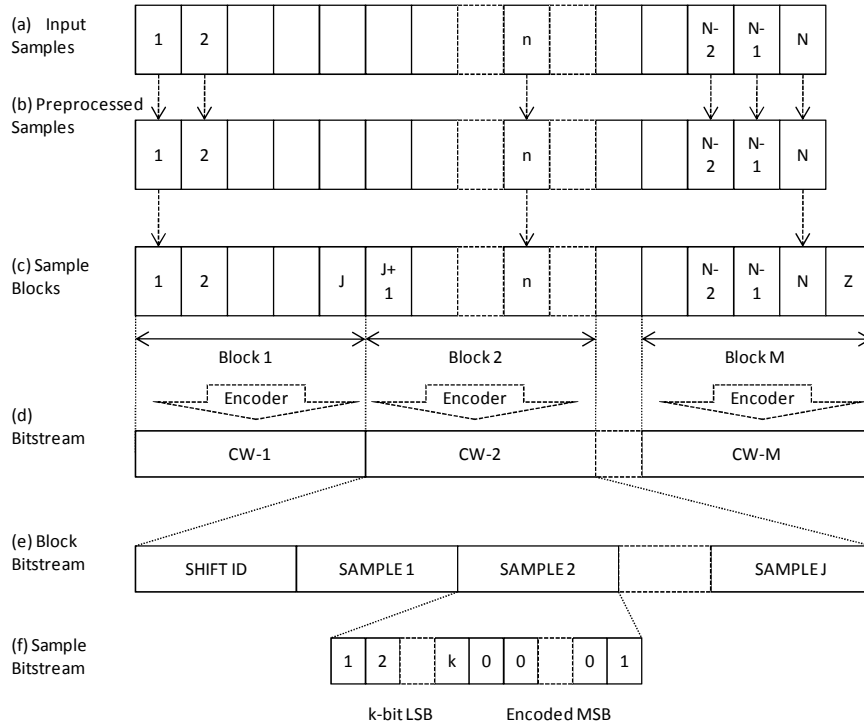 (a) Input Samples
1 2 n N-2 N-1 N
(b) Preprocessed Samples
1 2 n N-2 N-1 N
(c) Sample Blocks
1 2 J J+1 n N-2 N-1 N Z
Block 1 Block 2 Block M
Encoder Encoder Encoder
(d) Bitstream
CW-1 CW-2 CW-M
(e) Block Bitstream
SHIFT ID SAMPLE 1 SAMPLE 2 SAMPLE J
(f) Sample Bitstream
1 2 k 0 0 0 1
k-bit LSB Encoded MSB